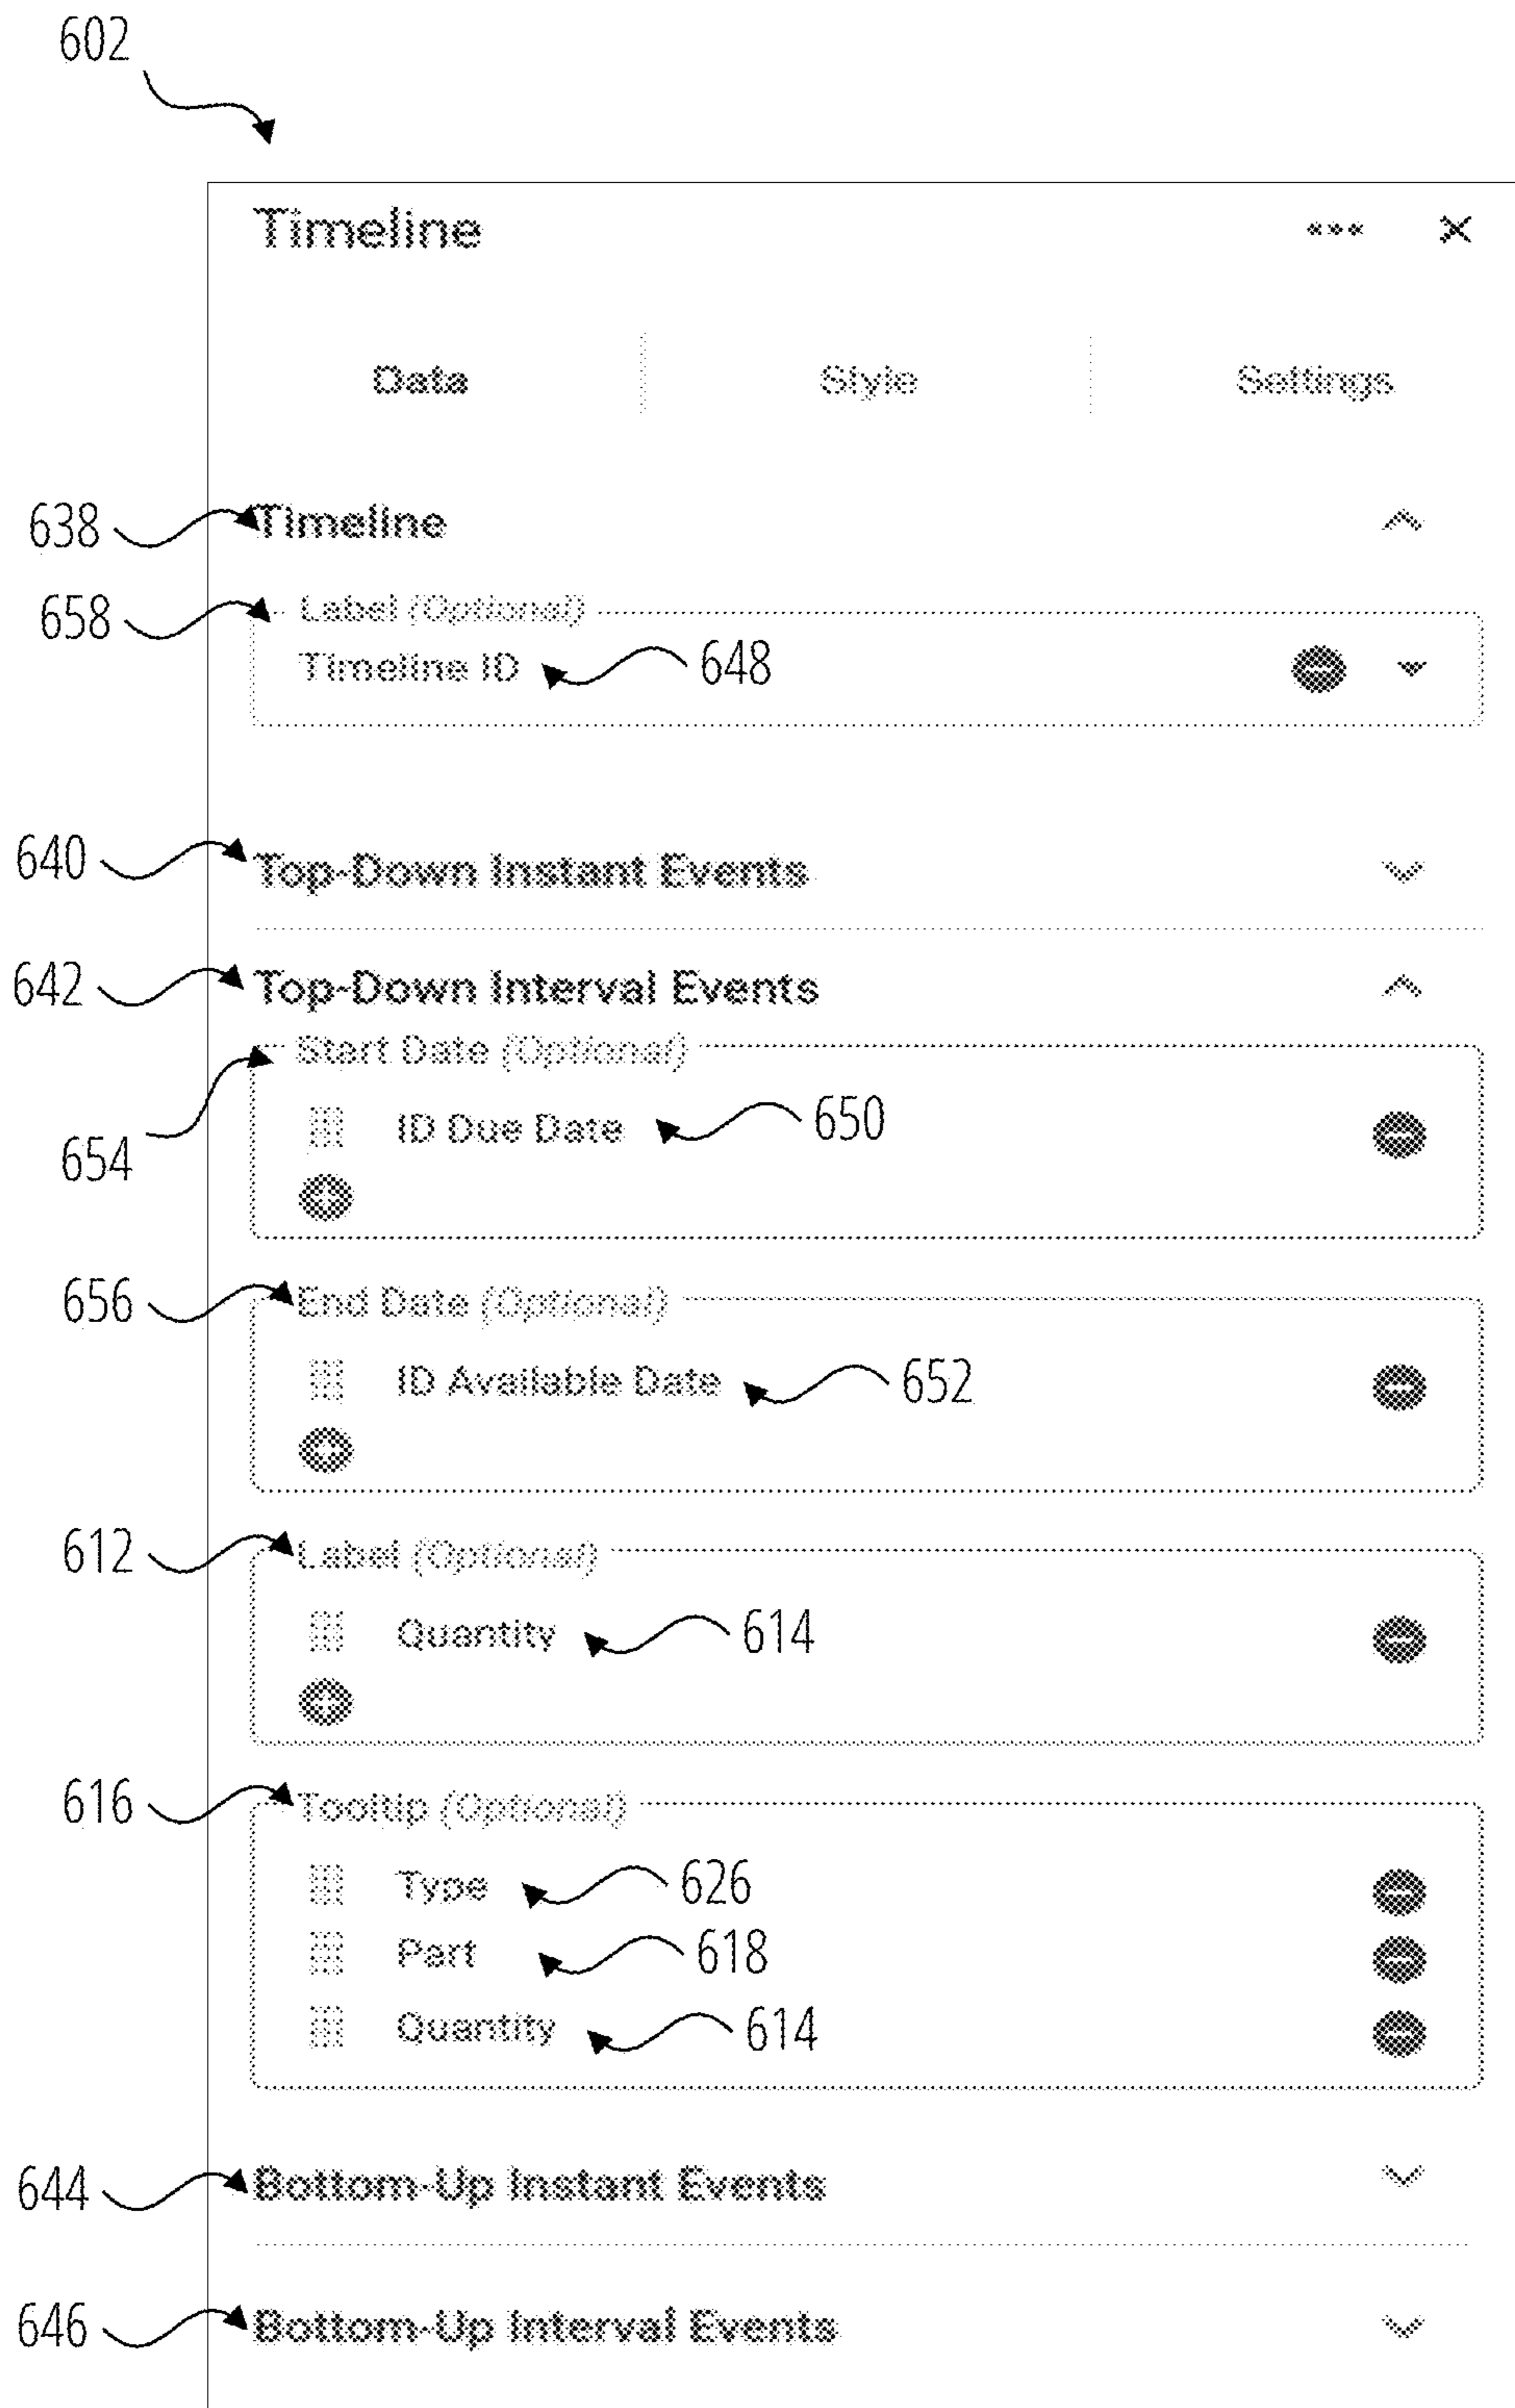 602
Timeline ••• ×
Data Style Settings
638 Timeline
658 Label (Optional)
Timeline ID 648
640 Top-Down Instant Events
642 Top-Down Interval Events
Start Date (Optional)
654 ID Due Date 650
656 End Date (Optional)
ID Available Date 652
612 Label (Optional)
Quantity 614
616 Tooltip (Optional)
Type 626
Part 618
Quantity 614
644 Bottom-Up Instant Events
646 Bottom-Up Interval Events